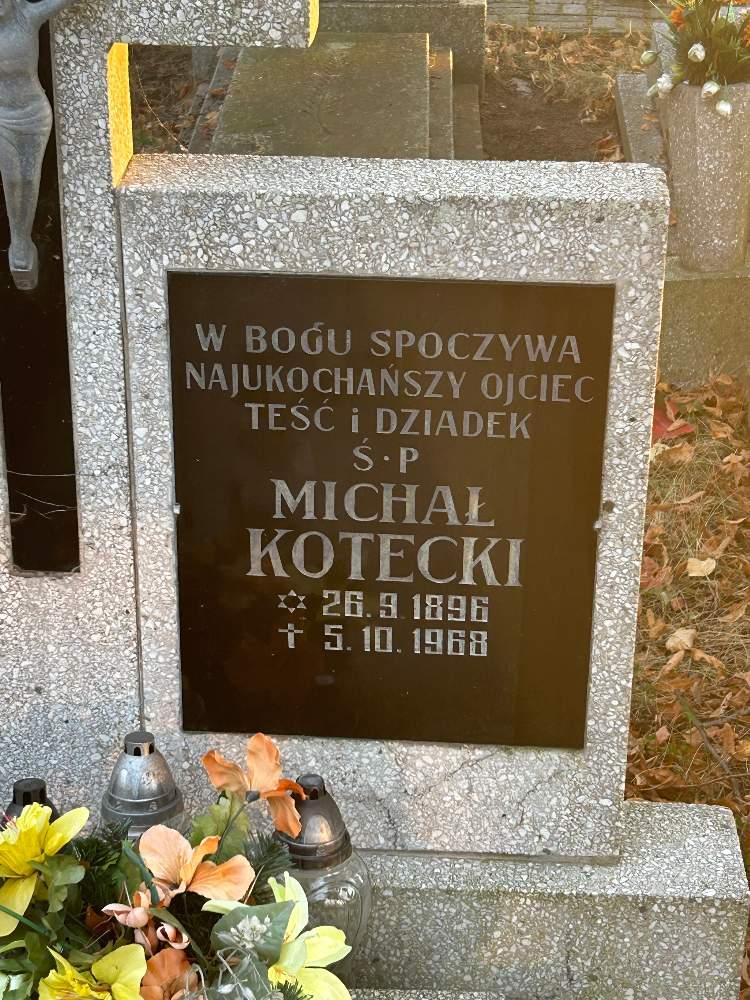 W BOGU SPOCZYWA
NAJUKOCHAŃSZY OJCIEC
TEŚĆ i DZIADEK
Ś·P
MICHAŁ
KOTECKI
✡ 26.9.1896
✝ 5.10.1968